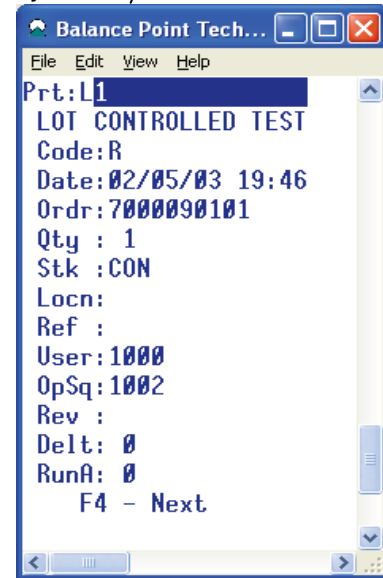 Balance Point Tech...
File Edit View Help
Prt:L1
LOT CONTROLLED TEST
Code:R
Date:02/05/03 19:46
Ordr:7000090101
Qty : 1
Stk :CON
Locn:
Ref :
User:1000
OpSq:1002
Rev :
Delt: 0
RunA: 0
F4 - Next